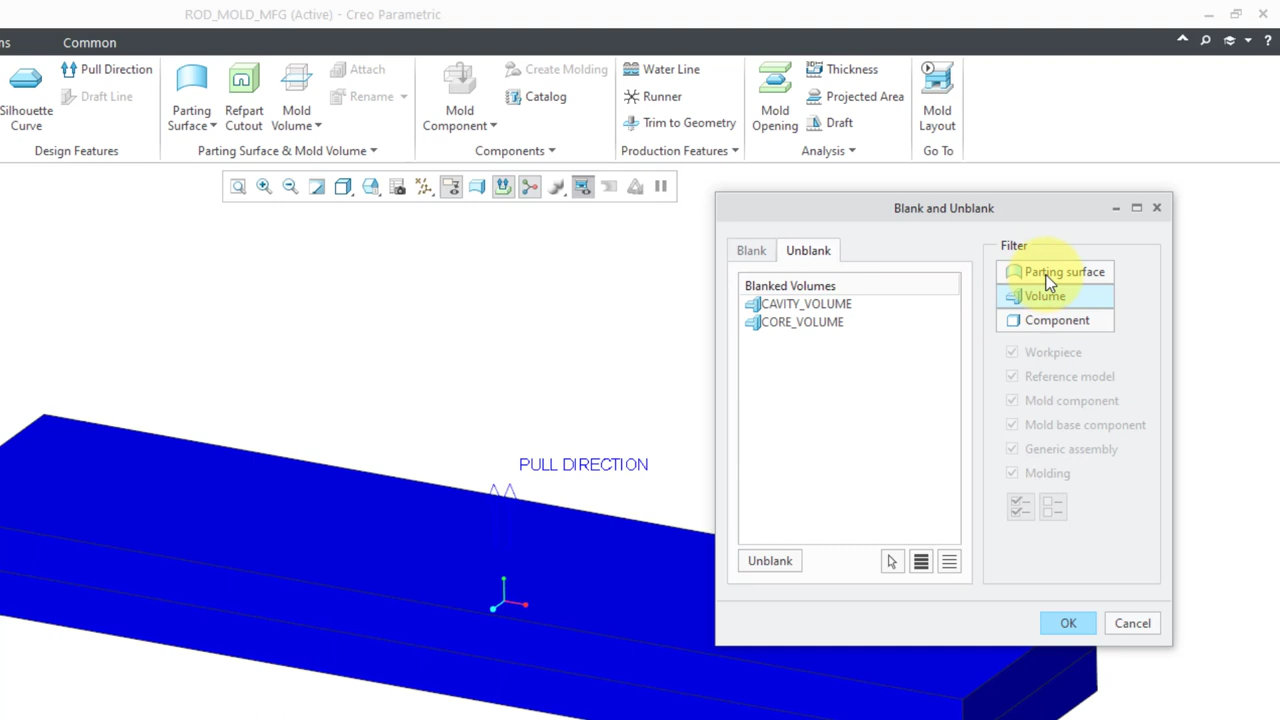 ROD_MOLD_MFG (Active) - Creo Parametric
ns
Common
Silhouette
Curve
Pull Direction
Draft Line
Design Features
Parting
Surface
Refpart
Cutout
Mold
Volume
Attach
Rename
Parting Surface & Mold Volume
Mold
Component
Create Molding
Catalog
Components
Water Line
Runner
Trim to Geometry
Production Features
Mold
Opening
Thickness
Projected Area
Draft
Analysis
Mold
Layout
Go To
Blank and Unblank
Blank
Unblank
Blanked Volumes
CAVITY_VOLUME
CORE_VOLUME
Unblank
Filter
Parting surface
Volume
Component
Workpiece
Reference model
Mold component
Mold base component
Generic assembly
Molding
OK
Cancel
PULL DIRECTION